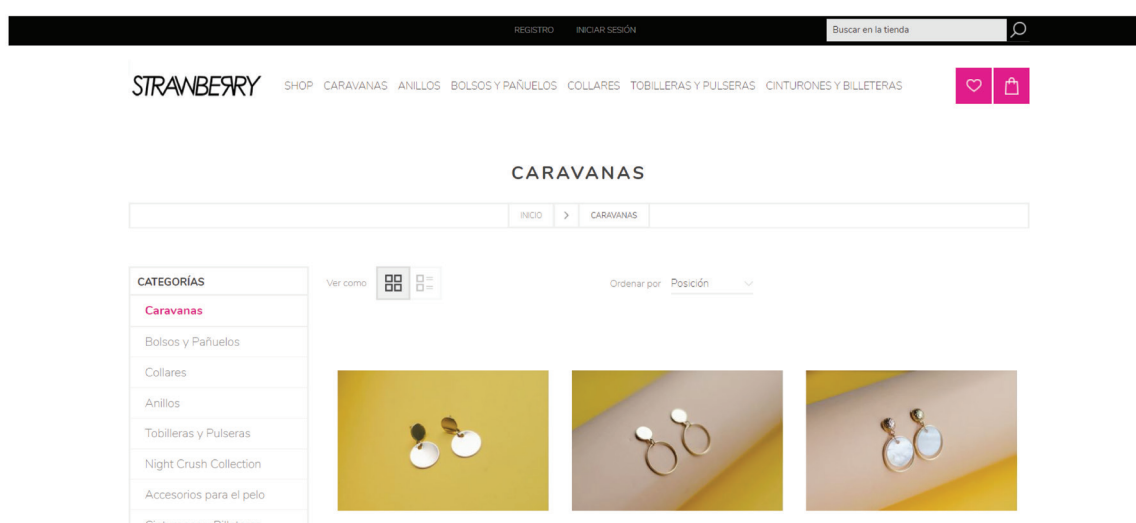 REGISTRO INICIAR SESIÓN Buscar en la tienda
STRAWBERRY SHOP CARAVANAS ANILLOS BOLSOS Y PAÑUELOS COLLARES TOBILLERAS Y PULSERAS CINTURONES Y BILLETERAS
CARAVANAS
INICIO > CARAVANAS
CATEGORÍAS Ver como Ordenar por Posición
Caravanas
Bolsos y Pañuelos
Collares
Anillos
Tobilleras y Pulseras
Night Crush Collection
Accesorios para el pelo